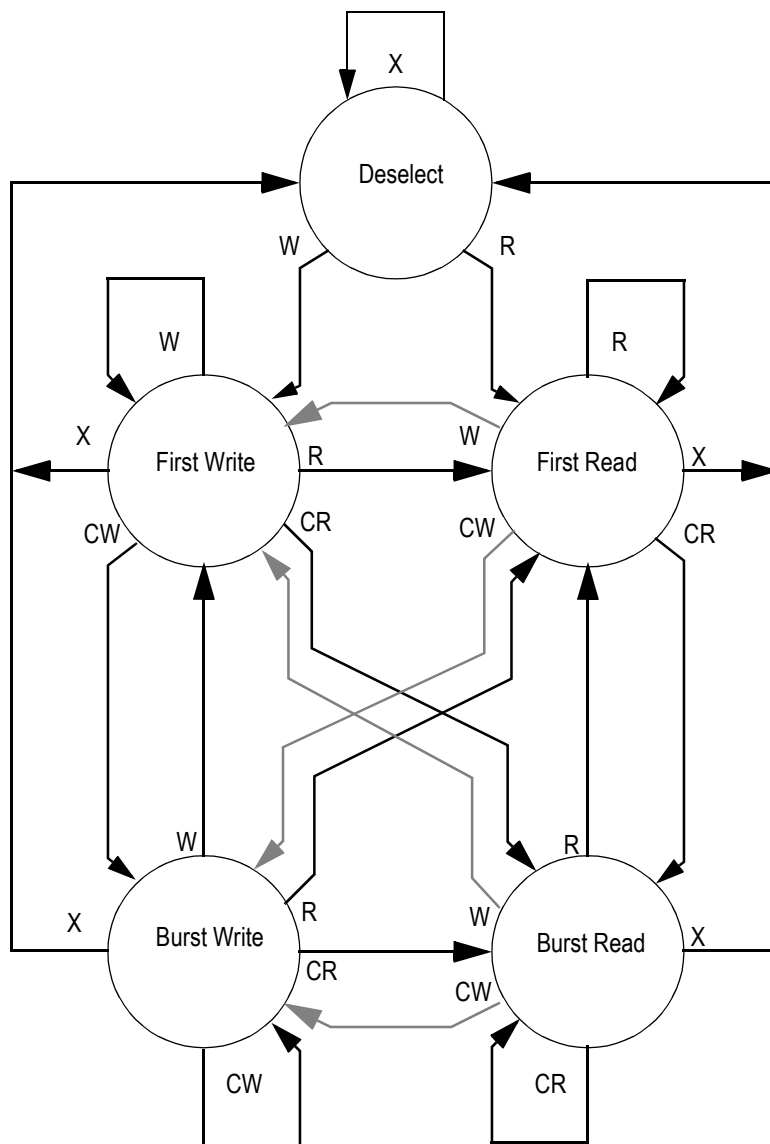 X
Deselect
W
R
W
R
X
First Write
R
W
First Read
X
CW
CR
CW
CR
W
R
X
Burst Write
R
W
Burst Read
X
CR
CW
CW
CR